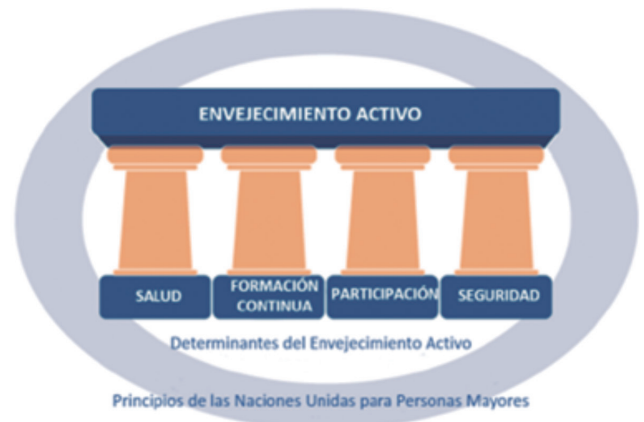 ENVEJECIMIENTO ACTIVO
SALUD
FORMACIÓN
CONTINUA
PARTICIPACIÓN
SEGURIDAD
Determinantes del Envejecimiento Activo
Principios de las Naciones Unidas para Personas Mayores